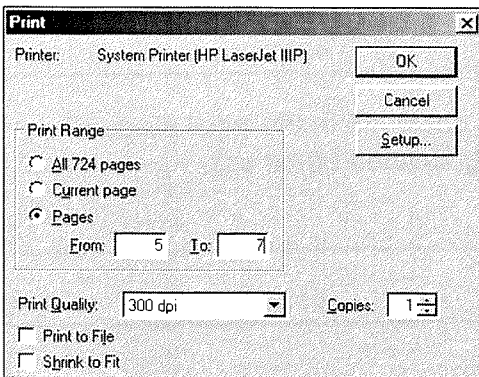 Print
Printer: System Printer (HP LaserJet IIIP)
OK
Cancel
Setup...
Print Range
All 724 pages
Current page
Pages
From: 5 To: 7
Print Quality: 300 dpi Copies: 1
Print to File
Shrink to Fit